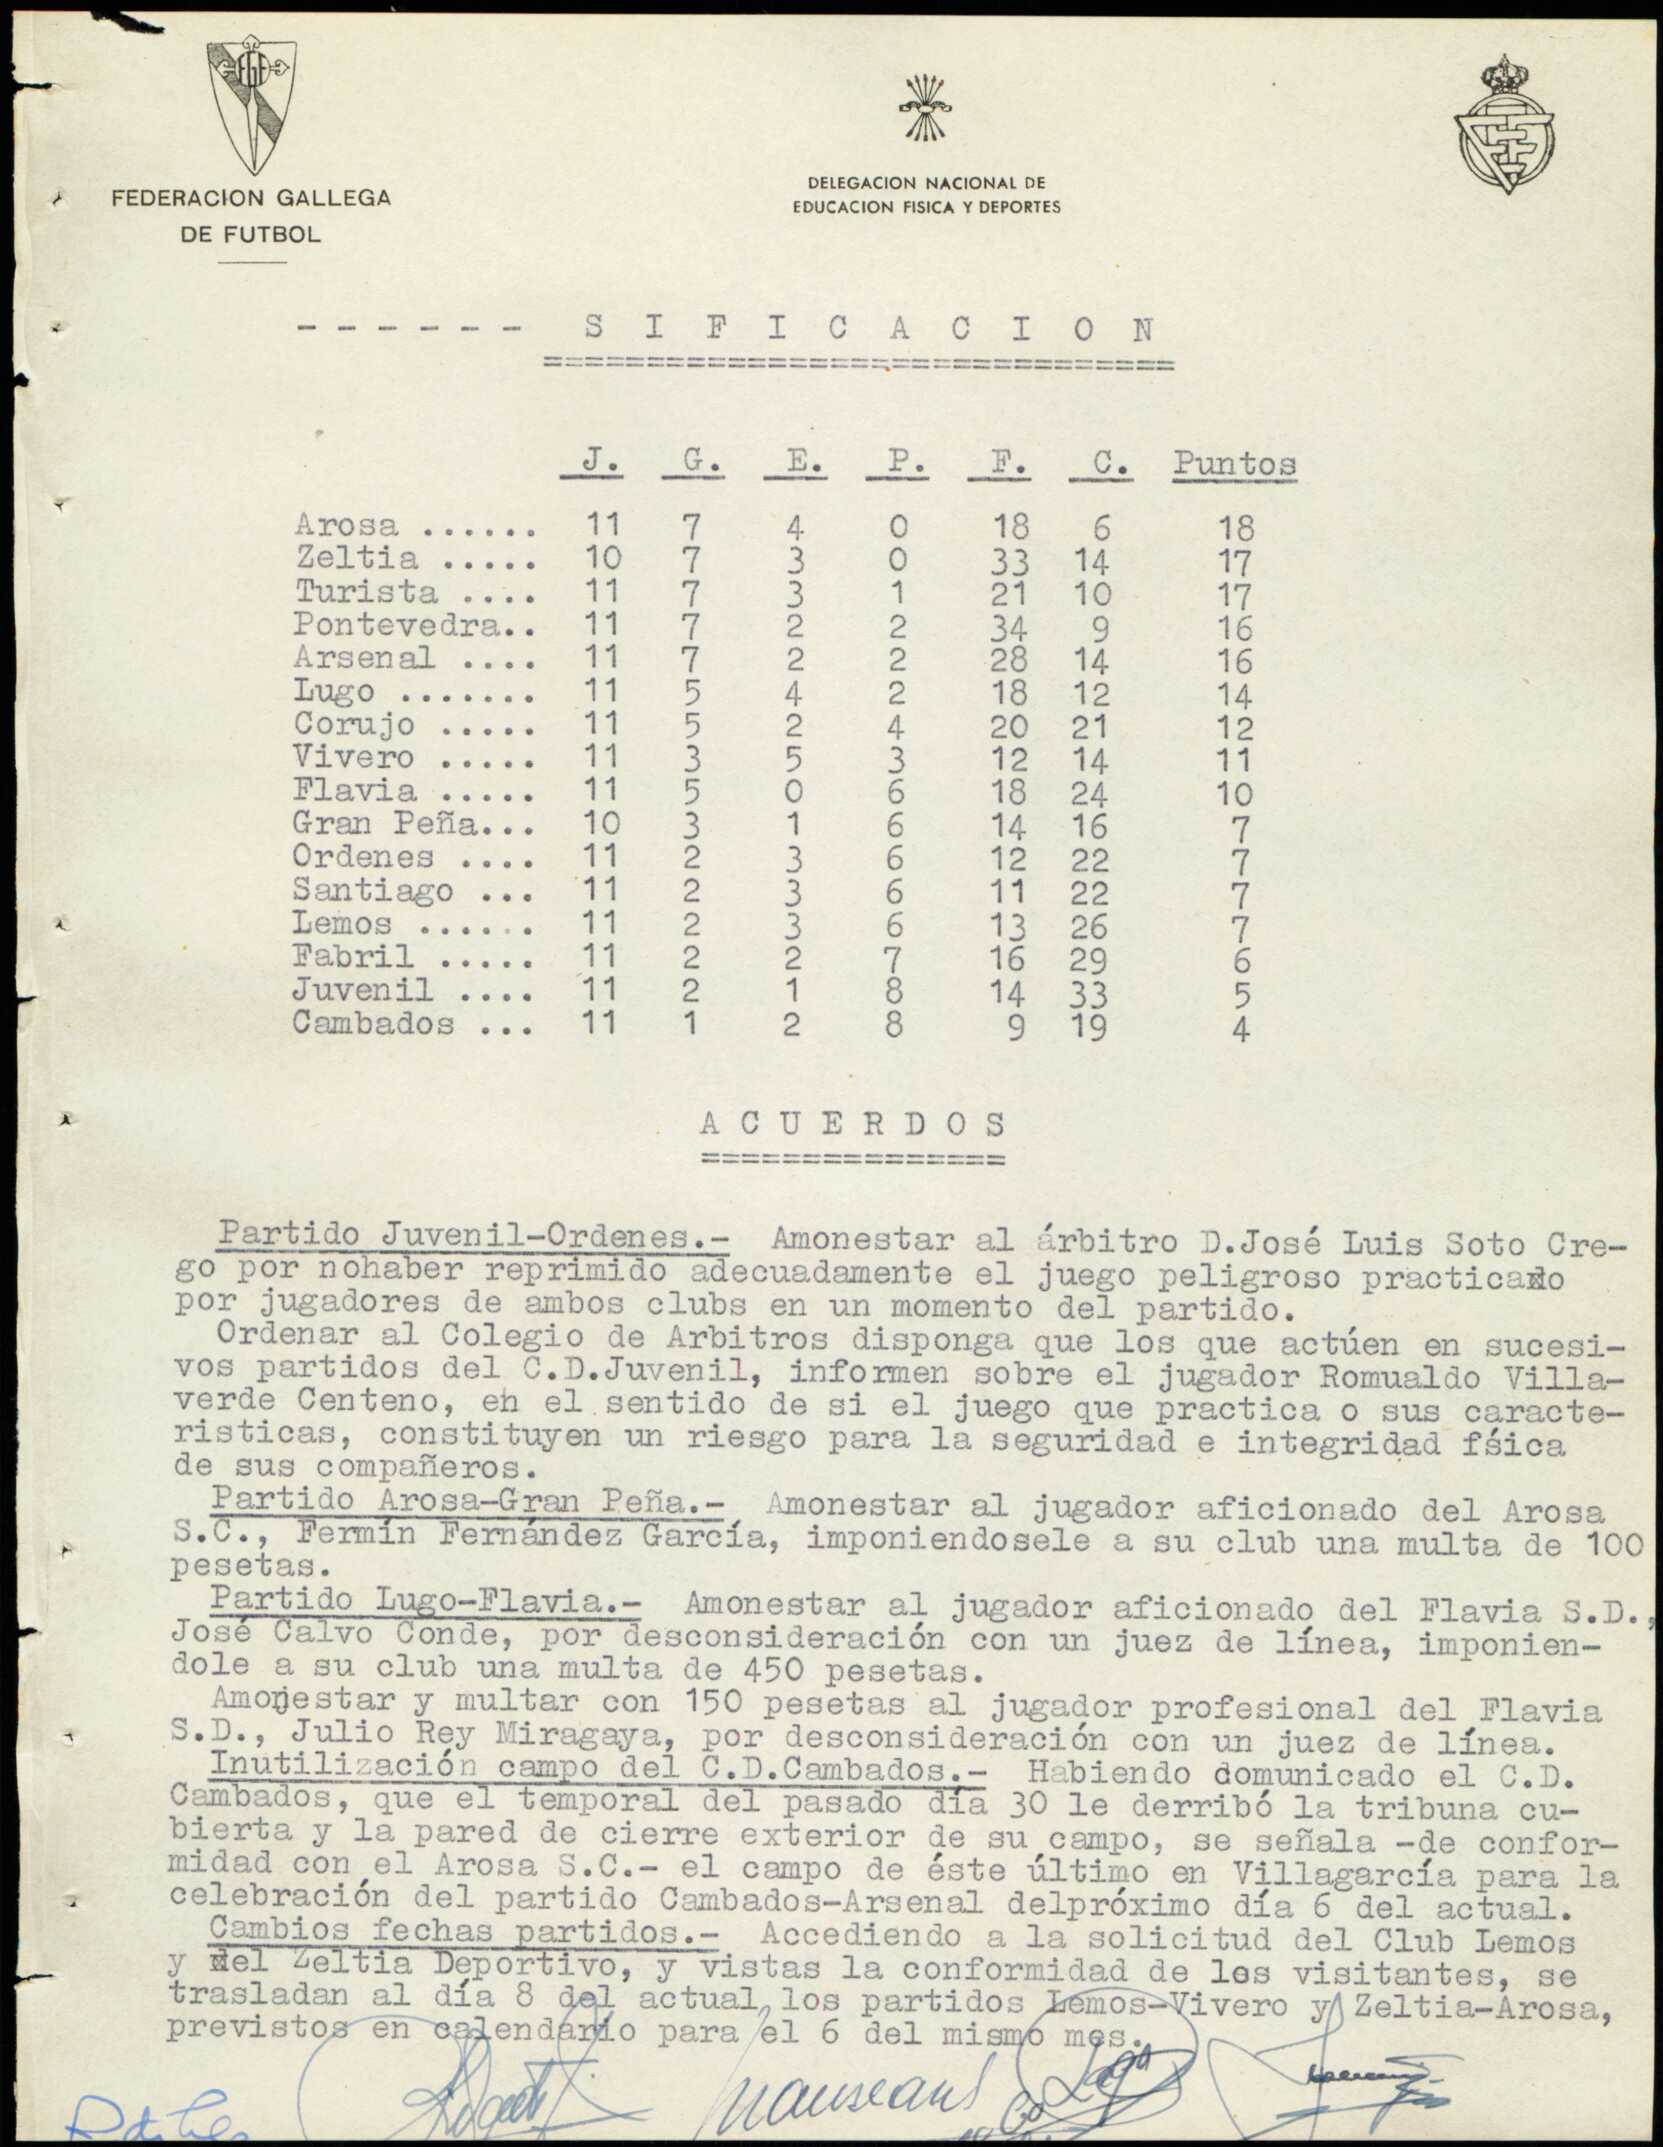 FGF
FEDERACION GALLEGA
DE FUTBOL
DELEGACION NACIONAL DE
EDUCACION FISICA Y DEPORTES
- - - - - - S I F I C A C I O N
===============================
J. G. E. P. F. C. Puntos
Arosa ...... 11 7 4 0 18 6 18
Zeltia ..... 10 7 3 0 33 14 17
Turista .... 11 7 3 1 21 10 17
Pontevedra.. 11 7 2 2 34 9 16
Arsenal .... 11 7 2 2 28 14 16
Lugo ....... 11 5 4 2 18 12 14
Corujo ..... 11 5 2 4 20 21 12
Vivero ..... 11 3 5 3 12 14 11
Flavia ..... 11 5 0 6 18 24 10
Gran Peña... 10 3 1 6 14 16 7
Ordenes .... 11 2 3 6 12 22 7
Santiago ... 11 2 3 6 11 22 7
Lemos ...... 11 2 3 6 13 26 7
Fabril ..... 11 2 2 7 16 29 6
Juvenil .... 11 2 1 8 14 33 5
Cambados ... 11 1 2 8 9 19 4
A C U E R D O S
===============
Partido Juvenil-Ordenes.- Amonestar al árbitro D.José Luis Soto Cre-
go por nohaber reprimido adecuadamente el juego peligroso practicado
por jugadores de ambos clubs en un momento del partido.
Ordenar al Colegio de Arbitros disponga que los que actúen en sucesi-
vos partidos del C.D.Juvenil, informen sobre el jugador Romualdo Villa-
verde Centeno, en el sentido de si el juego que practica o sus caracte-
risticas, constituyen un riesgo para la seguridad e integridad fśica
de sus compañeros.
Partido Arosa-Gran Peña.- Amonestar al jugador aficionado del Arosa
S.C., Fermín Fernández García, imponiendosele a su club una multa de 100
pesetas.
Partido Lugo-Flavia.- Amonestar al jugador aficionado del Flavia S.D.,
José Calvo Conde, por desconsideración con un juez de línea, imponien-
dole a su club una multa de 450 pesetas.
Amonestar y multar con 150 pesetas al jugador profesional del Flavia
S.D., Julio Rey Miragaya, por desconsideración con un juez de línea.
Inutilización campo del C.D.Cambados.- Habiendo comunicado el C.D.
Cambados, que el temporal del pasado día 30 le derribó la tribuna cu-
bierta y la pared de cierre exterior de su campo, se señala -de confor-
midad con el Arosa S.C.- el campo de éste último en Villagarcía para la
celebración del partido Cambados-Arsenal delpróximo día 6 del actual.
Cambios fechas partidos.- Accediendo a la solicitud del Club Lemos
y del Zeltia Deportivo, y vistas la conformidad de los visitantes, se
trasladan al día 8 del actual los partidos Lemos-Vivero y Zeltia-Arosa,
previstos en calendario para el 6 del mismo mes.